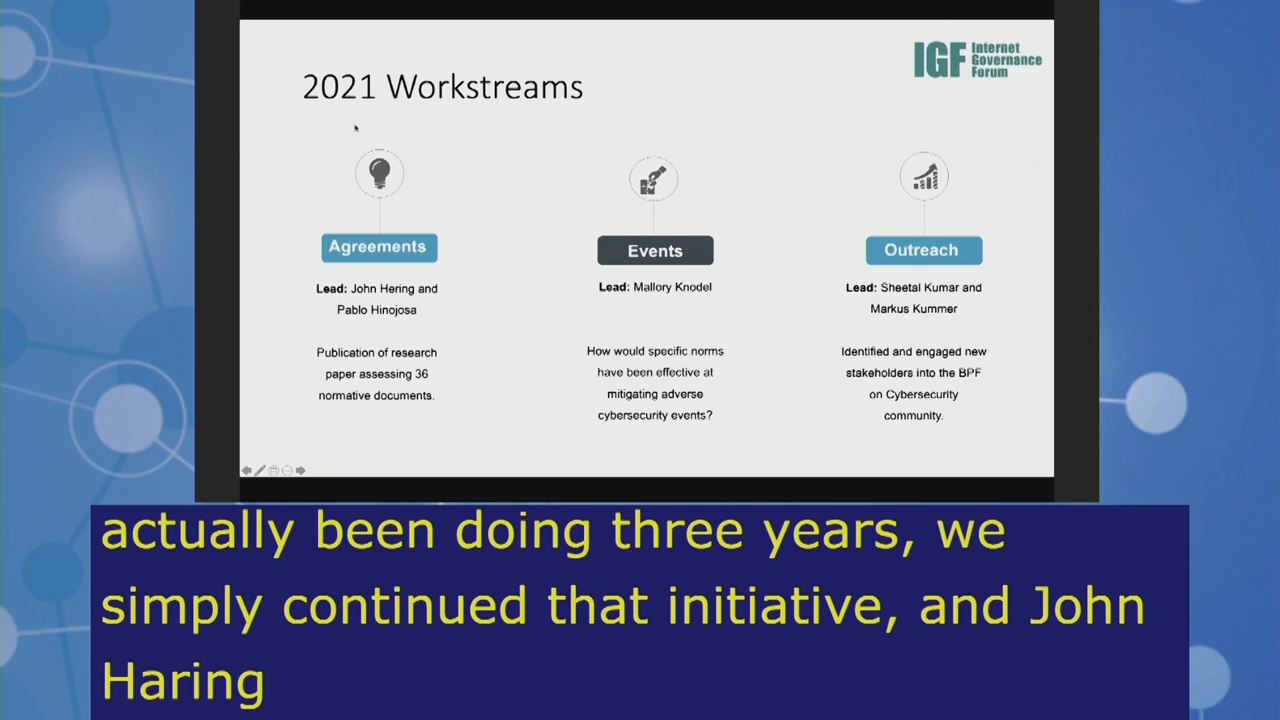 IGF Internet
Governance
Forum
2021 Workstreams
Agreements
Lead: John Hering and
Pablo Hinojosa
Publication of research
paper assessing 36
normative documents.
Events
Lead: Mallory Knodel
How would specific norms
have been effective at
mitigating adverse
cybersecurity events?
Outreach
Lead: Sheetal Kumar and
Markus Kummer
Identified and engaged new
stakeholders into the BPF
on Cybersecurity
community.
actually been doing three years, we
simply continued that initiative, and John
Haring